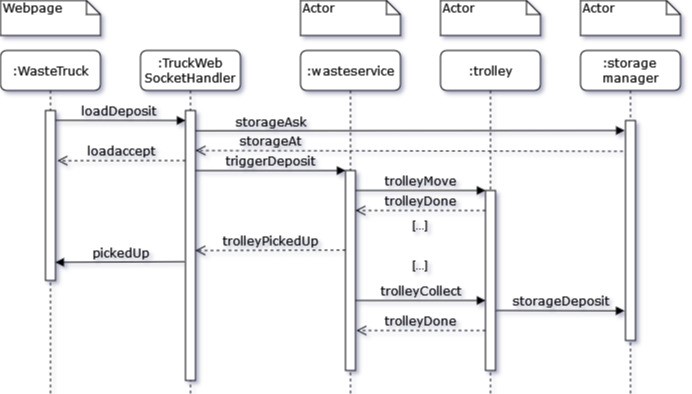 Webpage
Actor
Actor
Actor
:WasteTruck
:TruckWeb
SocketHandler
:wasteservice
:trolley
:storage
manager
loadDeposit
storageAsk
storageAt
loadaccept
triggerDeposit
trolleyMove
trolleyDone
[...]
trolleyPickedUp
pickedUp
[...]
trolleyCollect
storageDeposit
trolleyDone